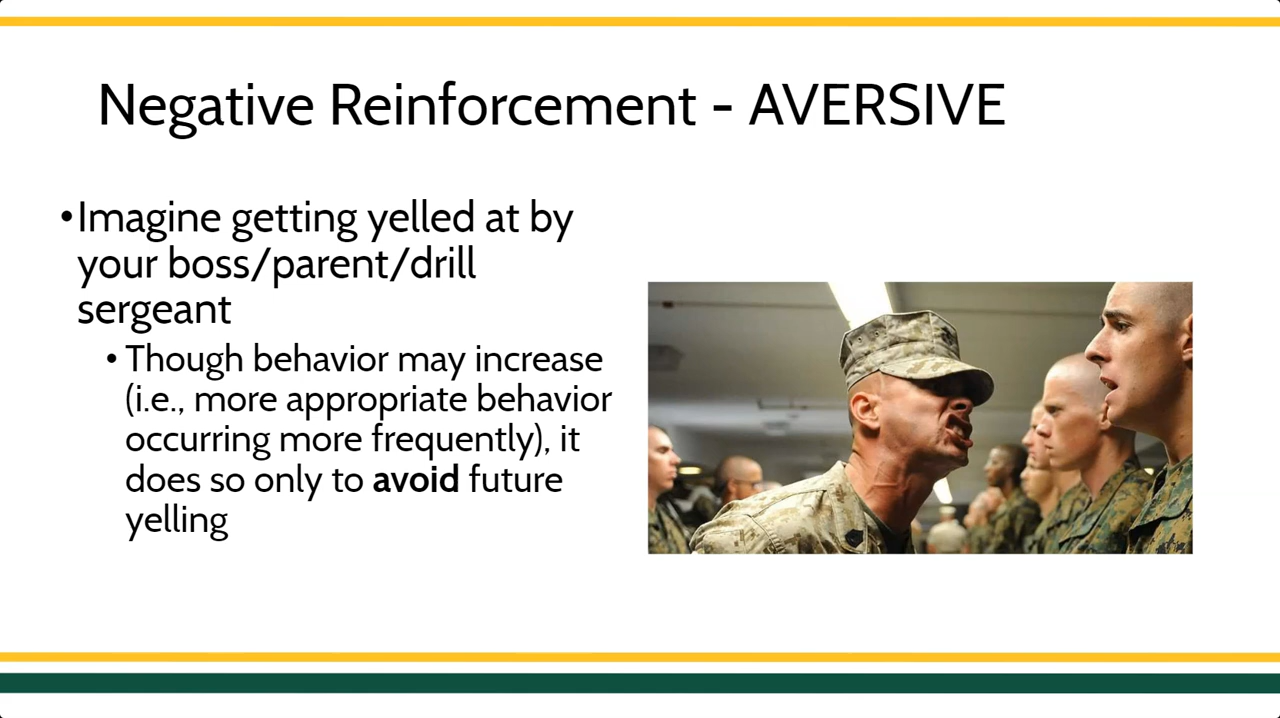 Negative Reinforcement - AVERSIVE
•Imagine getting yelled at by
your boss/parent/drill
sergeant
•Though behavior may increase
(i.e., more appropriate behavior
occurring more frequently), it
does so only to avoid future
yelling